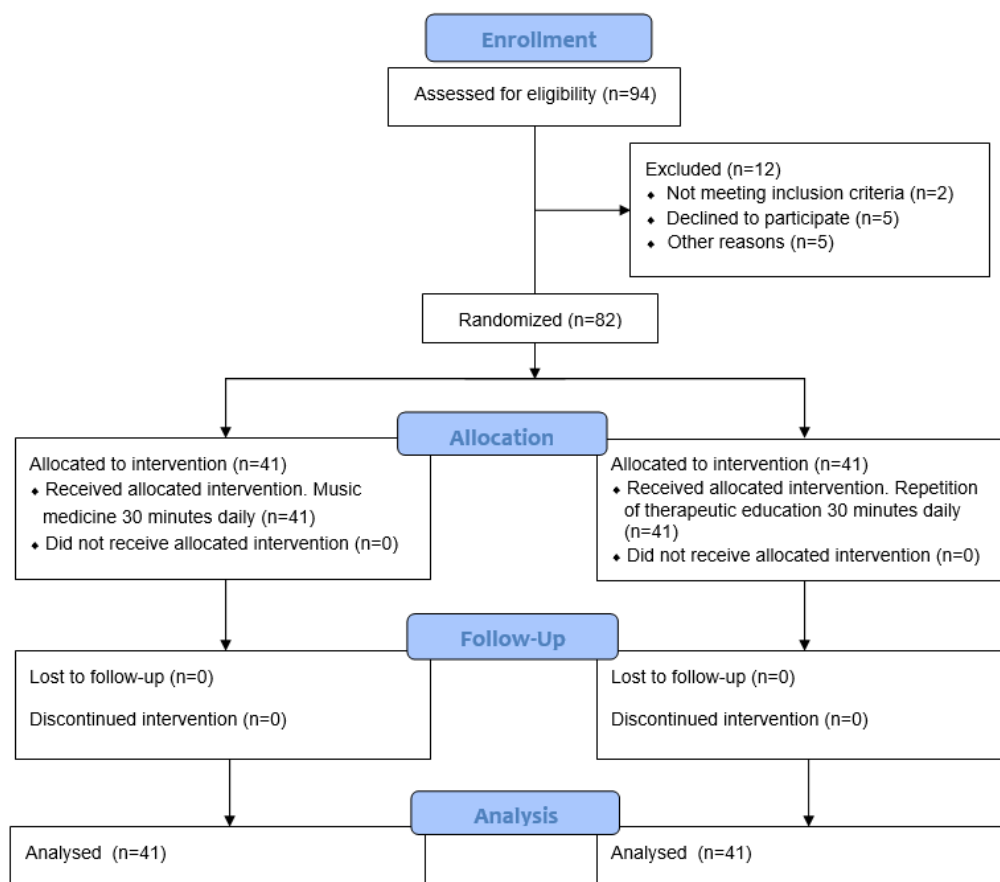 Enrollment
Assessed for eligibility (n=94)
Excluded (n=12)
⬥ Not meeting inclusion criteria (n=2)
⬥ Declined to participate (n=5)
⬥ Other reasons (n=5)
Randomized (n=82)
Allocation
Allocated to intervention (n=41)
⬥ Received allocated intervention. Music
medicine 30 minutes daily (n=41)
⬥ Did not receive allocated intervention (n=0)
Allocated to intervention (n=41)
⬥ Received allocated intervention. Repetition
of therapeutic education 30 minutes daily
(n=41)
⬥ Did not receive allocated intervention (n=0)
Follow-Up
Lost to follow-up (n=0)
Discontinued intervention (n=0)
Lost to follow-up (n=0)
Discontinued intervention (n=0)
Analysis
Analysed (n=41)
Analysed (n=41)